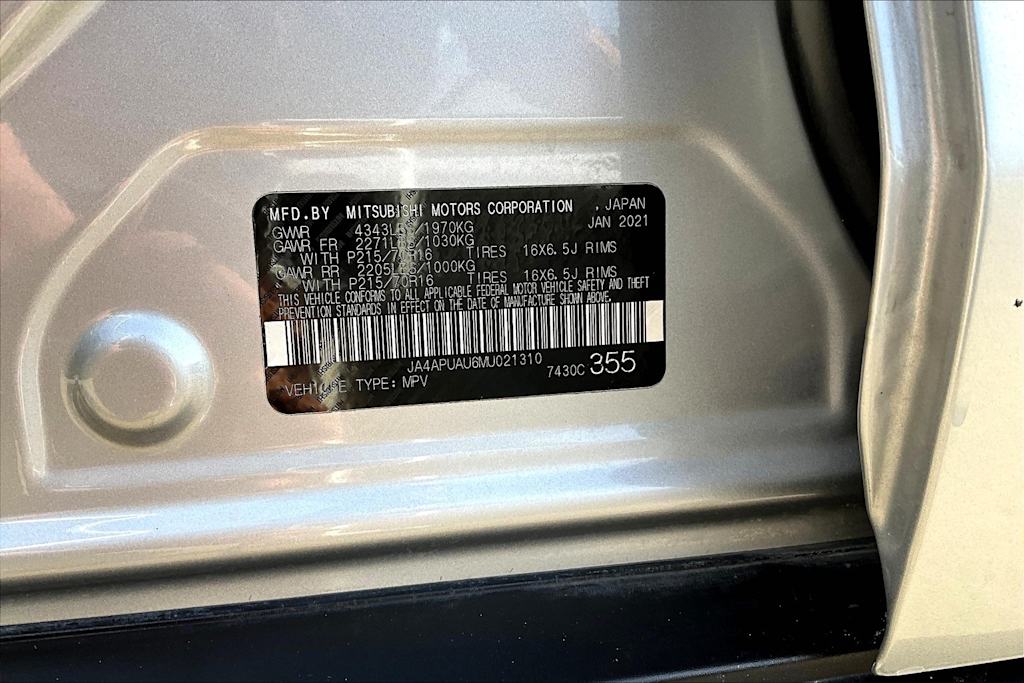 MFD.BY MITSUBISHI MOTORS CORPORATION , JAPAN
JAN 2021
GVWR 4343LBS/1970KG
GAWR FR 2271LBS/1030KG
WITH P215/70R16 TIRES 16X6.5J RIMS
GAWR RR 2205LBS/1000KG
WITH P215/70R16 TIRES 16X6.5J RIMS
THIS VEHICLE CONFORMS TO ALL APPLICABLE FEDERAL MOTOR VEHICLE SAFETY AND THEFT
PREVENTION STANDARDS IN EFFECT ON THE DATE OF MANUFACTURE SHOWN ABOVE.
JA4APUAU6MU021310
VEHICLE TYPE: MPV 7430C 355